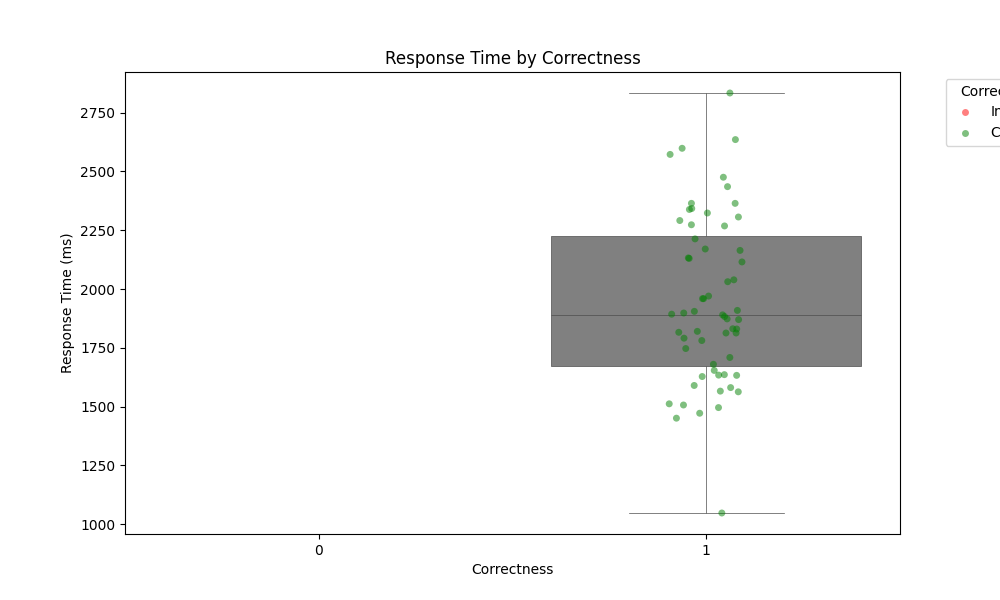 Response Time by Correctness
Response Time (ms)
2750
2500
2250
2000
1750
1500
1250
1000
0
1
Correctness
Correc
In
C